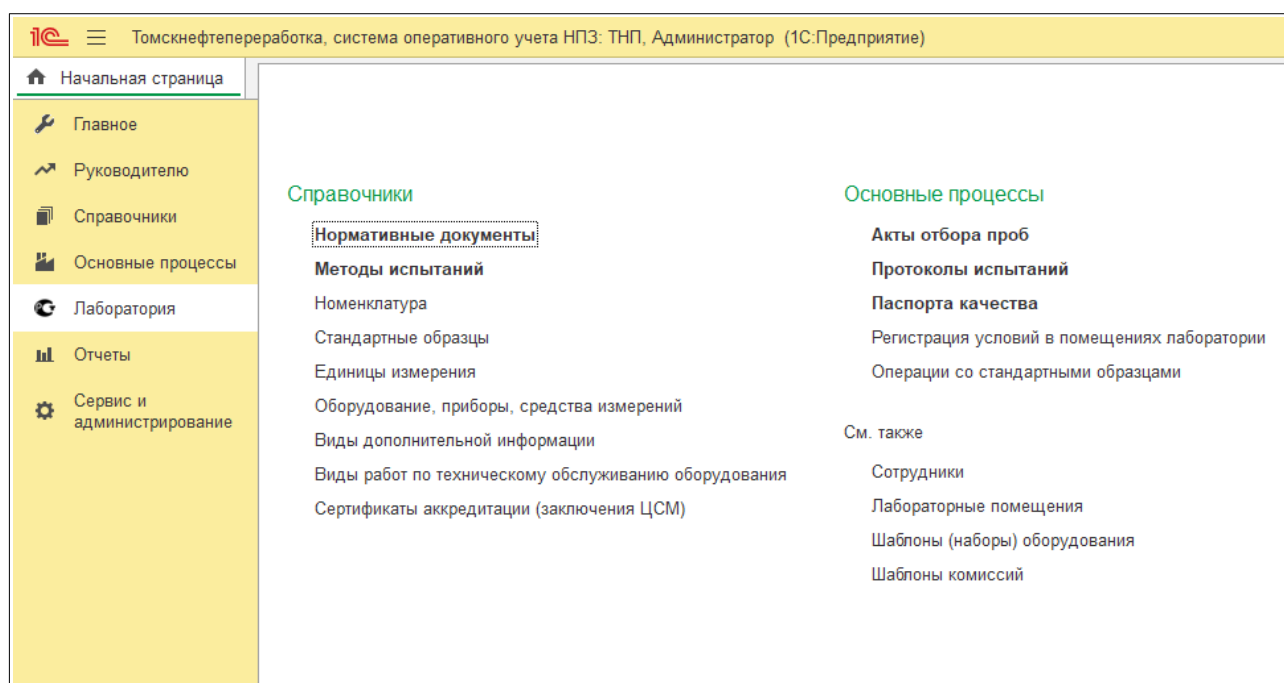 1С Томскнефтепереработка, система оперативного учета НПЗ: ТНП, Администратор (1С:Предприятие)
Начальная страница
Главное
Руководителю
Справочники
Основные процессы
Лаборатория
Отчеты
Сервис и
администрирование
Справочники
Нормативные документы
Методы испытаний
Номенклатура
Стандартные образцы
Единицы измерения
Оборудование, приборы, средства измерений
Виды дополнительной информации
Виды работ по техническому обслуживанию оборудования
Сертификаты аккредитации (заключения ЦСМ)
Основные процессы
Акты отбора проб
Протоколы испытаний
Паспорта качества
Регистрация условий в помещениях лаборатории
Операции со стандартными образцами
См. также
Сотрудники
Лабораторные помещения
Шаблоны (наборы) оборудования
Шаблоны комиссий